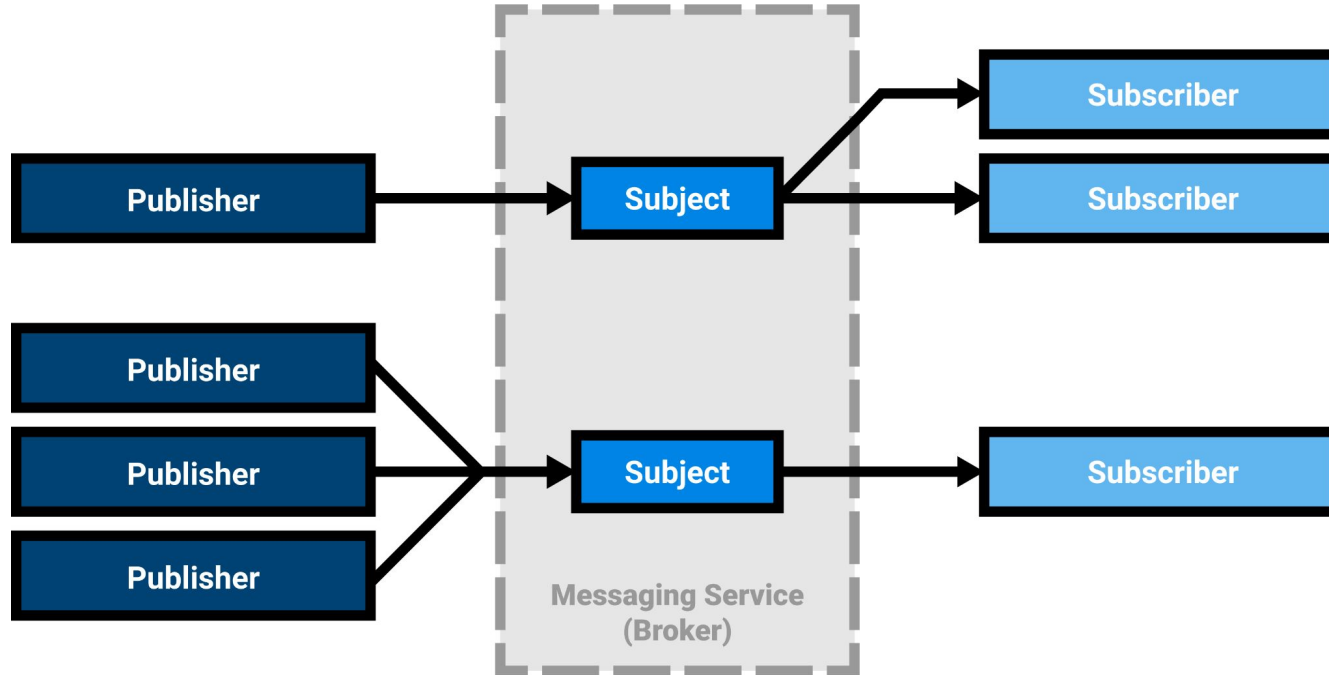 Subscriber
Publisher
Subject
Subscriber
Publisher
Publisher
Subject
Subscriber
Publisher
Messaging Service
(Broker)